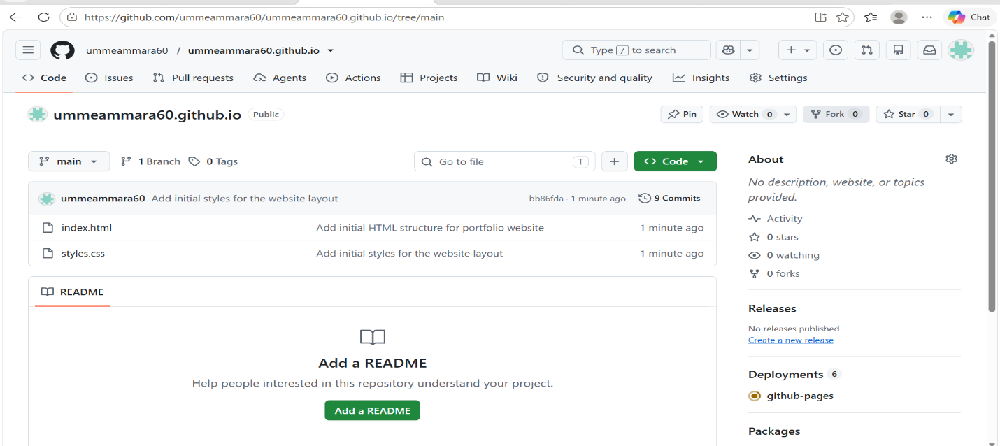 https://github.com/ummeammara60/ummeammara60.github.io/tree/main
Chat
ummeammara60 / ummeammara60.github.io
Type / to search
Code Issues Pull requests Agents Actions Projects Wiki Security and quality Insights Settings
ummeammara60.github.io Public
Pin Watch 0 Fork 0 Star 0
main 1 Branch 0 Tags Go to file T Code
ummeammara60 Add initial styles for the website layout bb86fda · 1 minute ago 9 Commits
index.html Add initial HTML structure for portfolio website 1 minute ago
styles.css Add initial styles for the website layout 1 minute ago
README
Add a README
Help people interested in this repository understand your project.
Add a README
About
No description, website, or topics
provided.
Activity
0 stars
0 watching
0 forks
Releases
No releases published
Create a new release
Deployments 6
github-pages
Packages